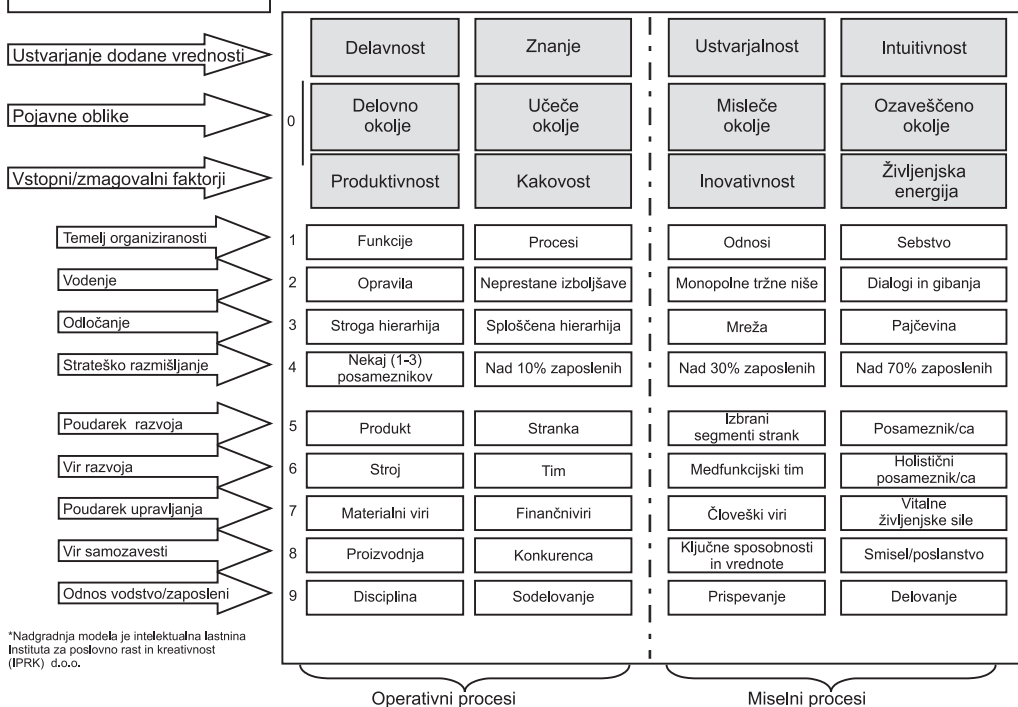 Ustvarjanje dodane vrednosti
Delavnost
Znanje
Ustvarjalnost
Intuitivnost
Pojavne oblike
0
Delovno
okolje
Učeče
okolje
Misleče
okolje
Ozaveščeno
okolje
Vstopni/zmagovalni faktorji
Produktivnost
Kakovost
Inovativnost
Življenjska
energija
Temelj organiziranosti
1
Funkcije
Procesi
Odnosi
Sebstvo
Vodenje
2
Opravila
Neprestane izboljšave
Monopolne tržne niše
Dialogi in gibanja
Odločanje
3
Stroga hierarhija
Sploščena hierarhija
Mreža
Pajčevina
Strateško razmišljanje
4
Nekaj (1-3)
posameznikov
Nad 10% zaposlenih
Nad 30% zaposlenih
Nad 70% zaposlenih
Poudarek razvoja
5
Produkt
Stranka
Izbrani
segmenti strank
Posameznik/ca
Vir razvoja
6
Stroj
Tim
Medfunkcijski tim
Holistični
posameznik/ca
Poudarek upravljanja
7
Materialni viri
Finančniviri
Človeški viri
Vitalne
življenjske sile
Vir samozavesti
8
Proizvodnja
Konkurenca
Ključne sposobnosti
in vrednote
Smisel/poslanstvo
Odnos vodstvo/zaposleni
9
Disciplina
Sodelovanje
Prispevanje
Delovanje
*Nadgradnja modela je intelektualna lastnina
Instituta za poslovno rast in kreativnost
(IPRK) d.o.o.
Operativni procesi
Miselni procesi